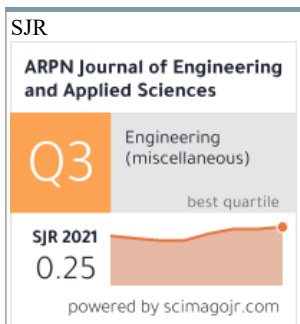 SJR
ARPN Journal of Engineering
and Applied Sciences
Q3
Engineering
(miscellaneous)
best quartile
SJR 2021
0.25
powered by scimagojr.com